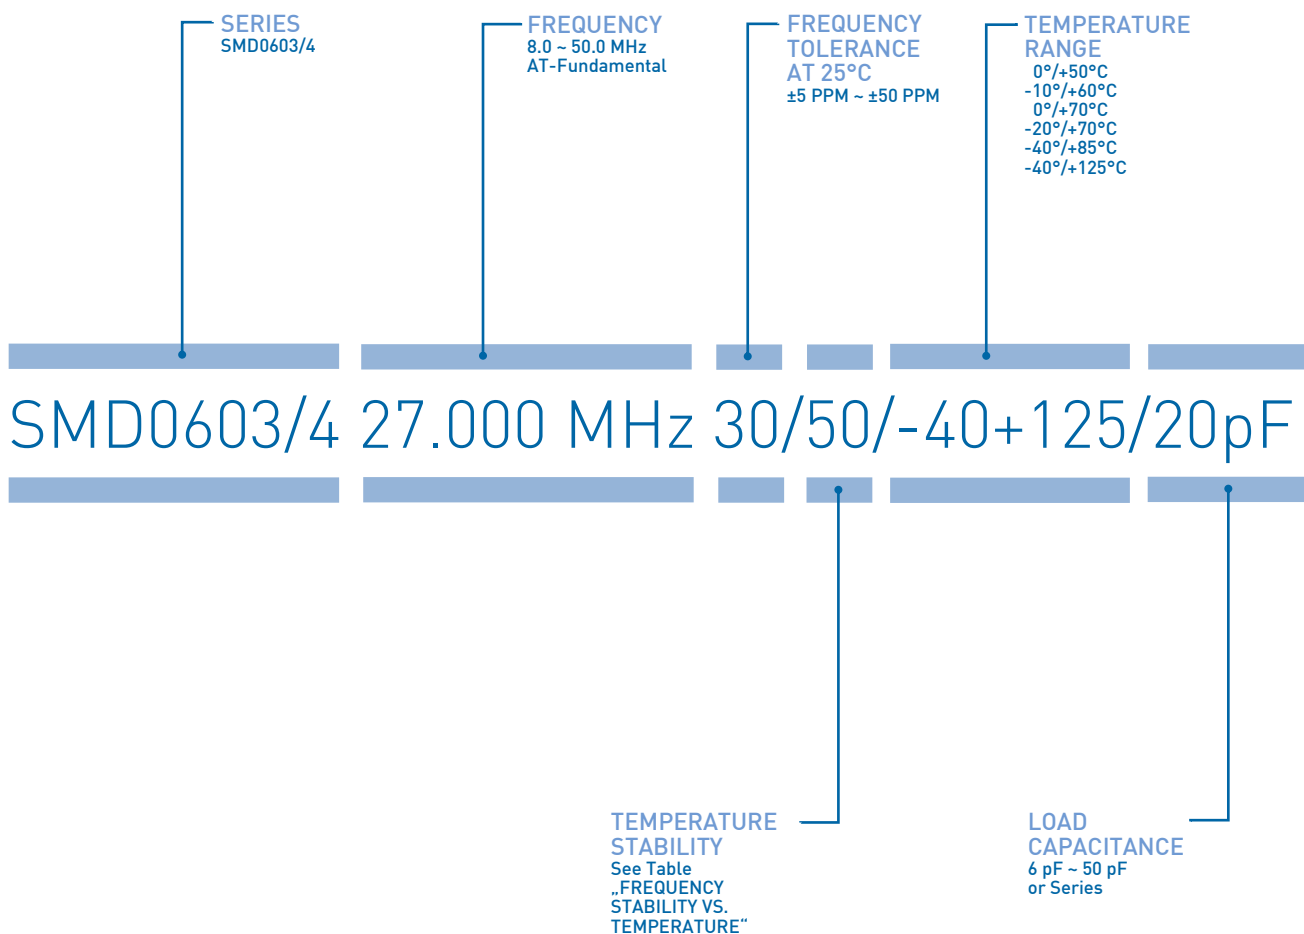 SERIES
SMD0603/4
FREQUENCY
8.0 ~ 50.0 MHz
AT-Fundamental
FREQUENCY
TOLERANCE
AT 25°C
±5 PPM ~ ±50 PPM
TEMPERATURE
RANGE
0°/+50°C
-10°/+60°C
0°/+70°C
-20°/+70°C
-40°/+85°C
-40°/+125°C
SMD0603/4 27.000 MHz 30/50/-40+125/20pF
TEMPERATURE
STABILITY
See Table
„FREQUENCY
STABILITY VS.
TEMPERATURE“
LOAD
CAPACITANCE
6 pF ~ 50 pF
or Series